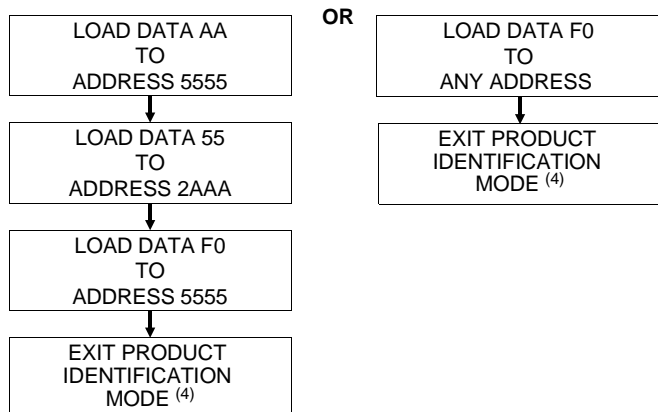 LOAD DATA AA
TO
ADDRESS 5555
LOAD DATA 55
TO
ADDRESS 2AAA
LOAD DATA F0
TO
ADDRESS 5555
EXIT PRODUCT
IDENTIFICATION
MODE (4)
OR
LOAD DATA F0
TO
ANY ADDRESS
EXIT PRODUCT
IDENTIFICATION
MODE (4)